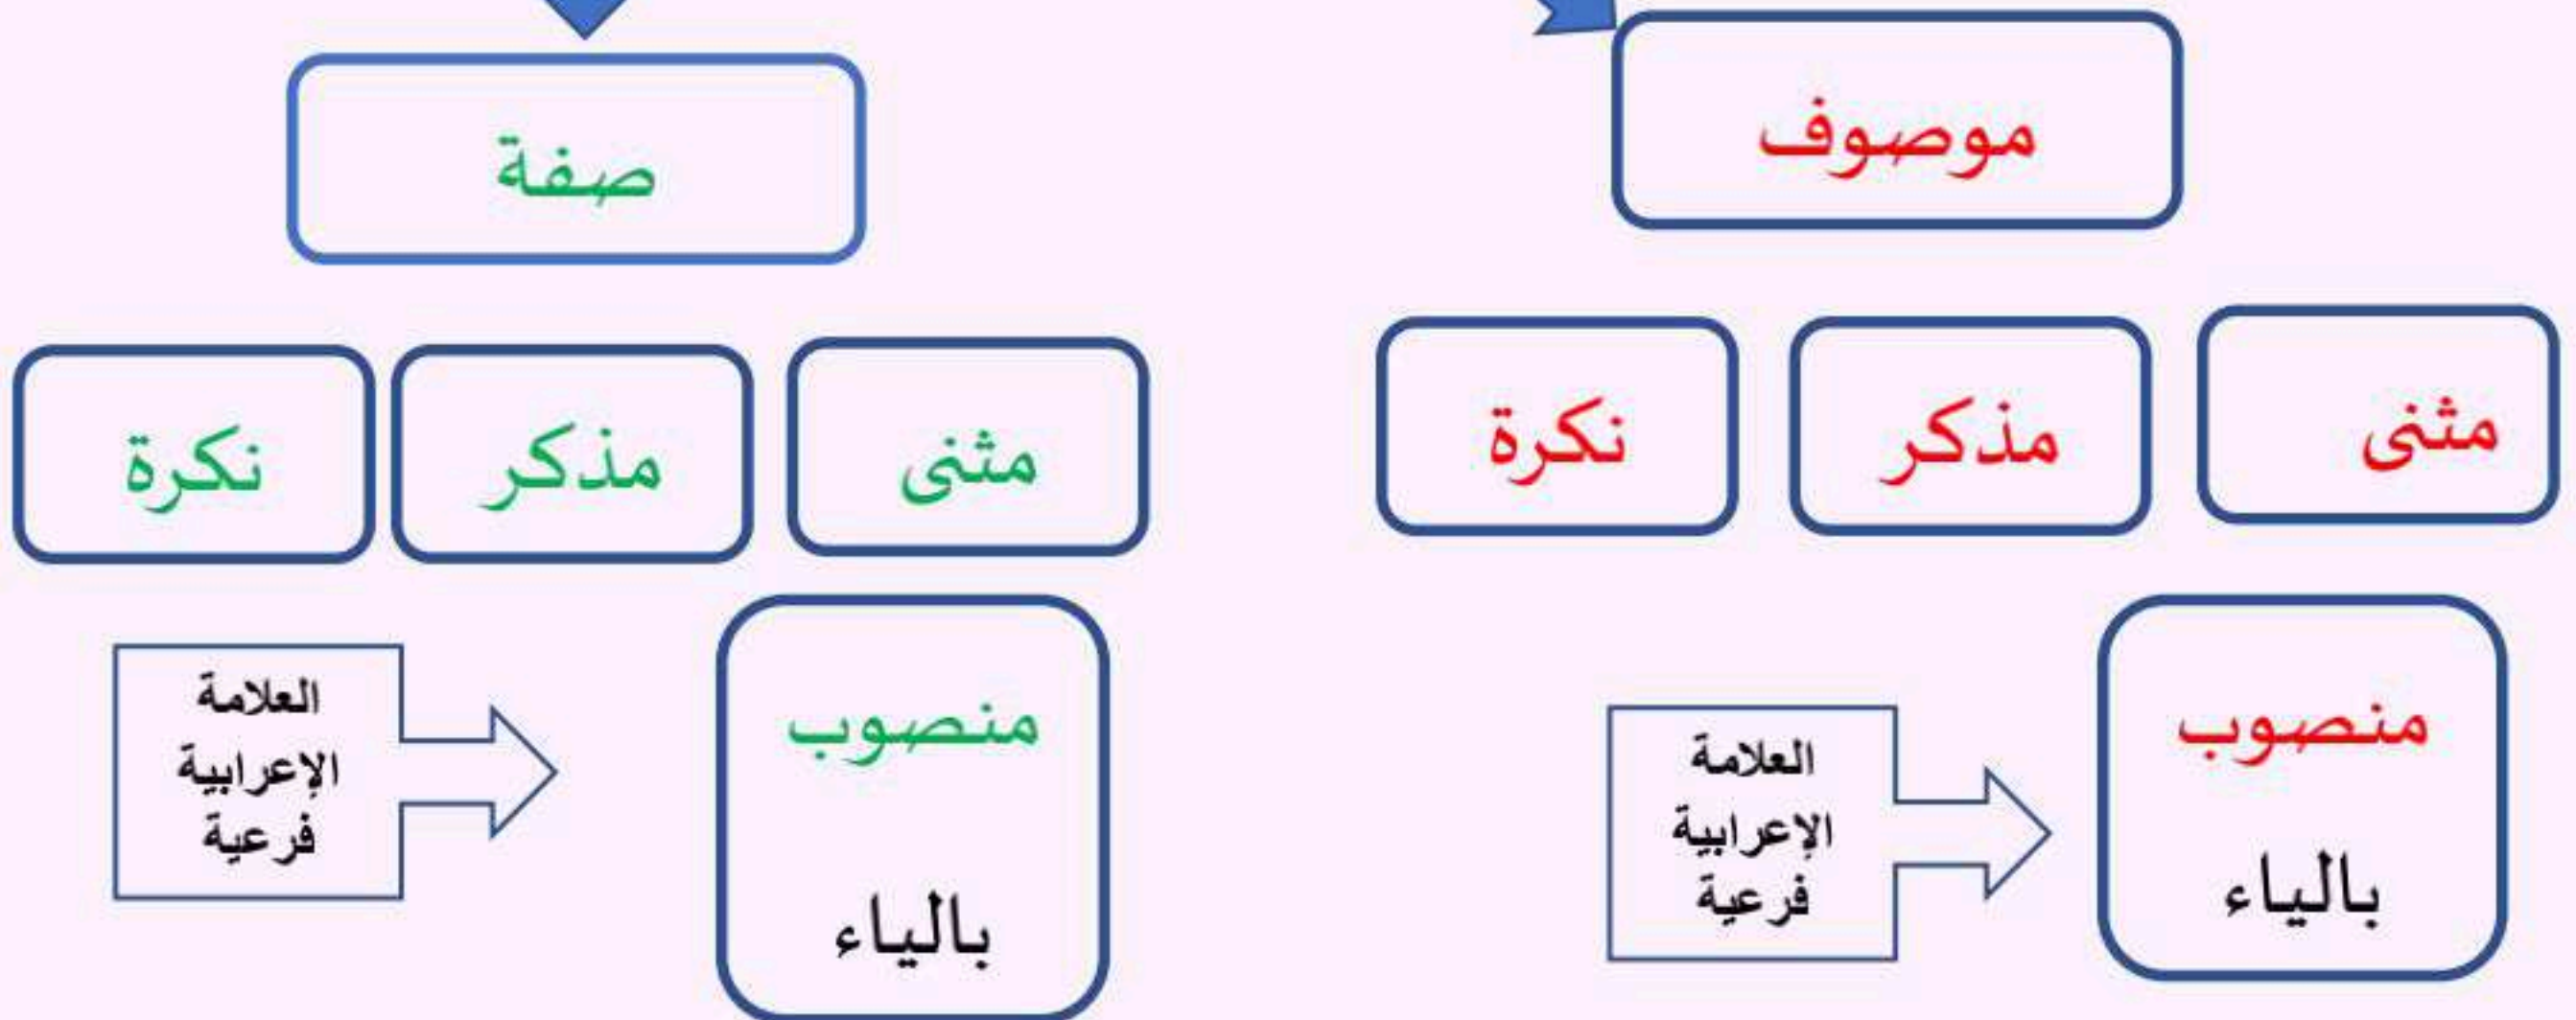 موصوف
صفة
مثنى
مذكر
نكرة
مثنى
مذكر
نكرة
منصوب
بالياء
العلامة
الإعرابية
فرعية
منصوب
بالياء
العلامة
الإعرابية
فرعية